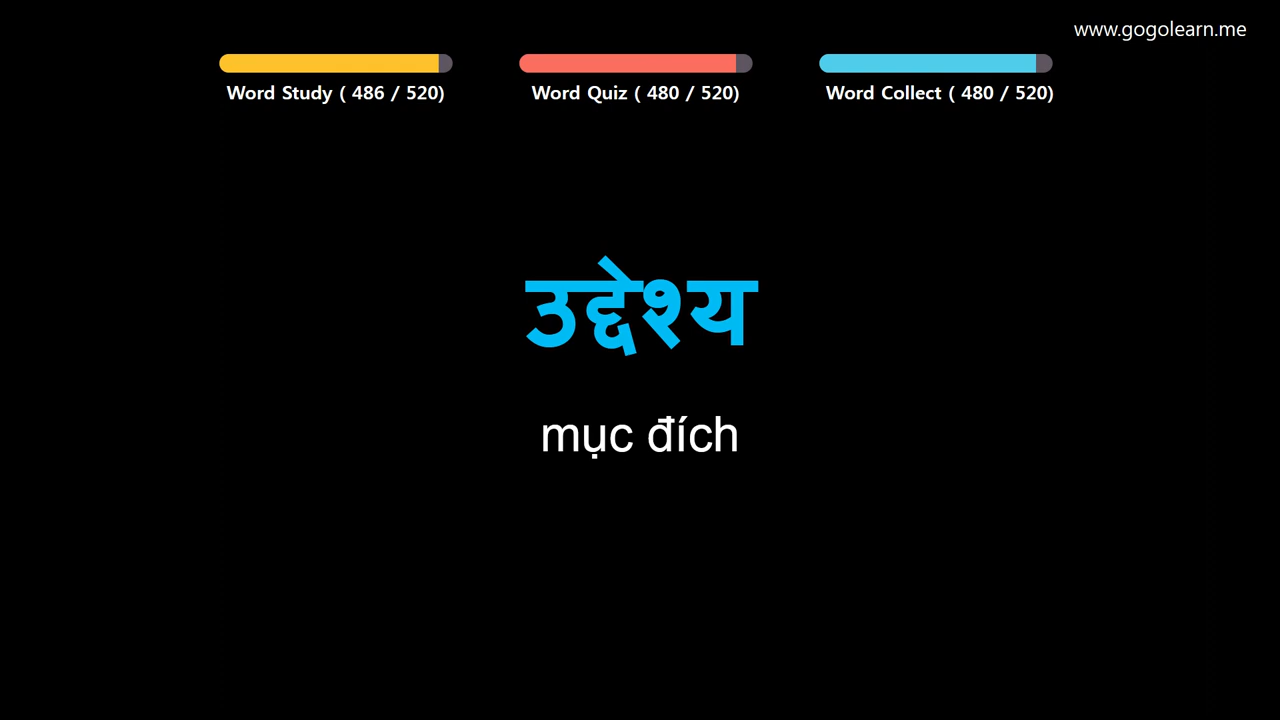 www.gogolearn.me
Word Study ( 486 / 520)
Word Quiz ( 480 / 520)
Word Collect ( 480 / 520)
उद्देश्य
mục đích